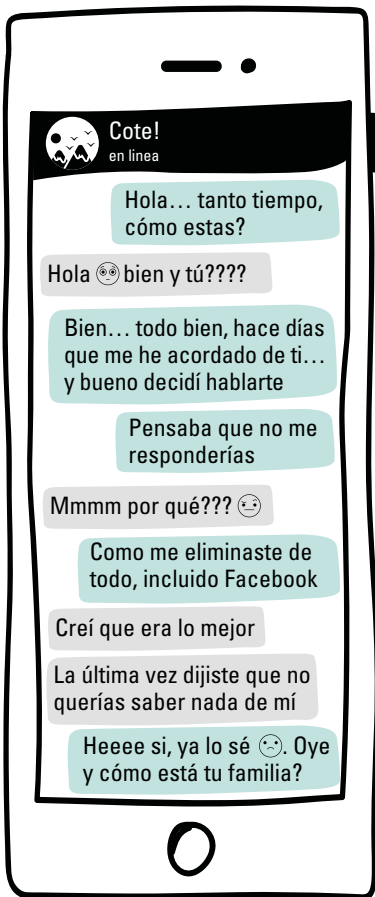 Cote!
en linea
Hola… tanto tiempo,
cómo estas?
Hola 😳 bien y tú????
Bien… todo bien, hace días
que me he acordado de ti…
y bueno decidí hablarte
Pensaba que no me
responderías
Mmmm por qué??? 🤨
Como me eliminaste de
todo, incluido Facebook
Creí que era lo mejor
La última vez dijiste que no
querías saber nada de mí
Heeee si, ya lo sé 🙁. Oye
y cómo está tu familia?